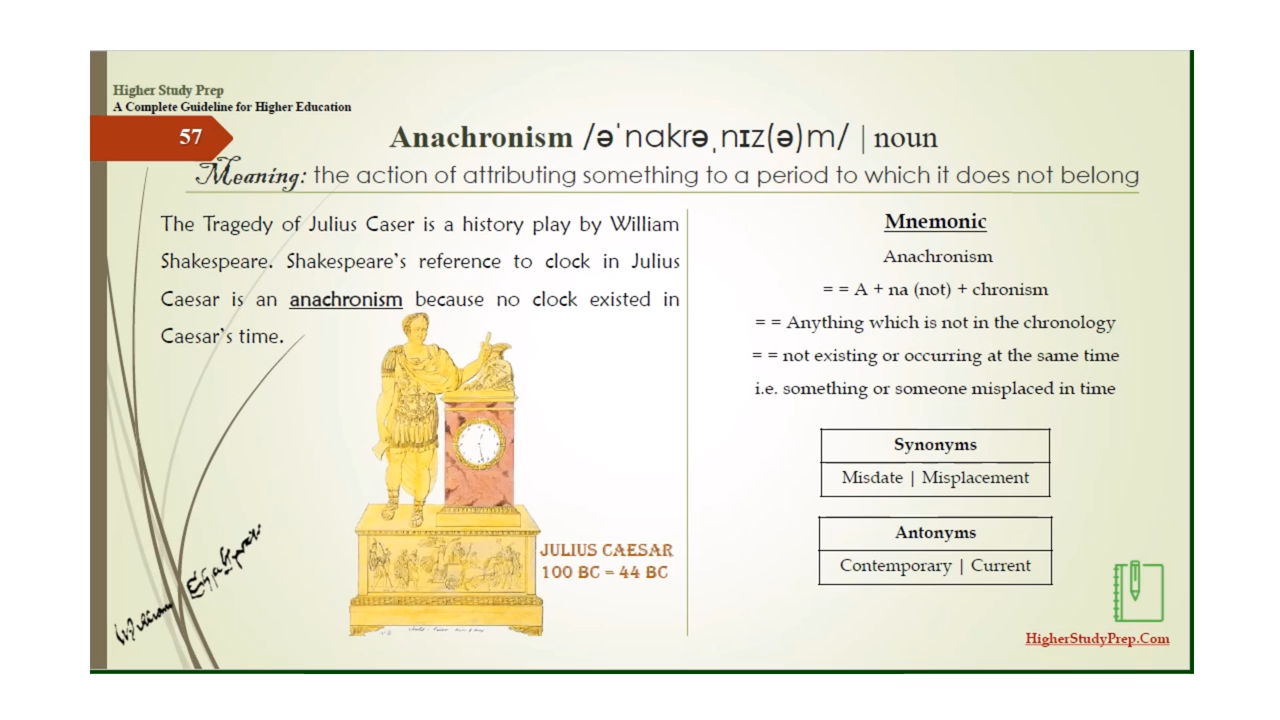 Higher Study Prep
A Complete Guideline for Higher Education
57
Anachronism /əˈnakrəˌnɪz(ə)m/ | noun
Meaning: the action of attributing something to a period to which it does not belong
The Tragedy of Julius Caser is a history play by William
Shakespeare. Shakespeare's reference to clock in Julius
Caesar is an anachronism because no clock existed in
Caesar's time.
JULIUS CAESAR
100 BC – 44 BC
William
Mnemonic
Anachronism
= = A + na (not) + chronism
= = Anything which is not in the chronology
= = not existing or occurring at the same time
i.e. something or someone misplaced in time
Synonyms
Misdate | Misplacement
Antonyms
Contemporary | Current
HigherStudyPrep.Com